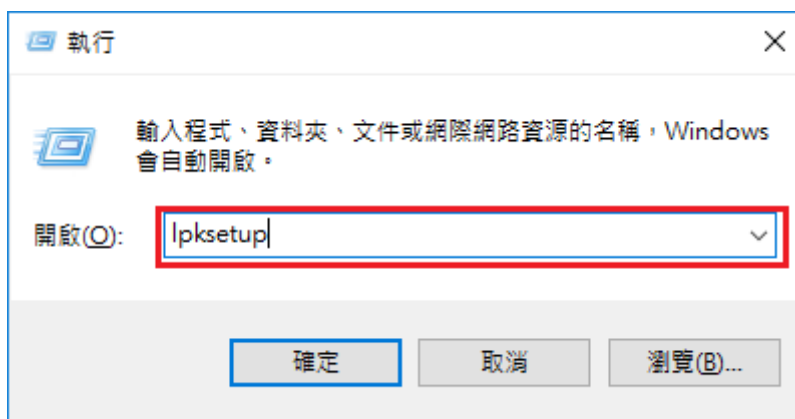 執行
輸入程式、資料夾、文件或網際網路資源的名稱，Windows
會自動開啟。
開啟(O): lpksetup
確定 取消 瀏覽(B)...